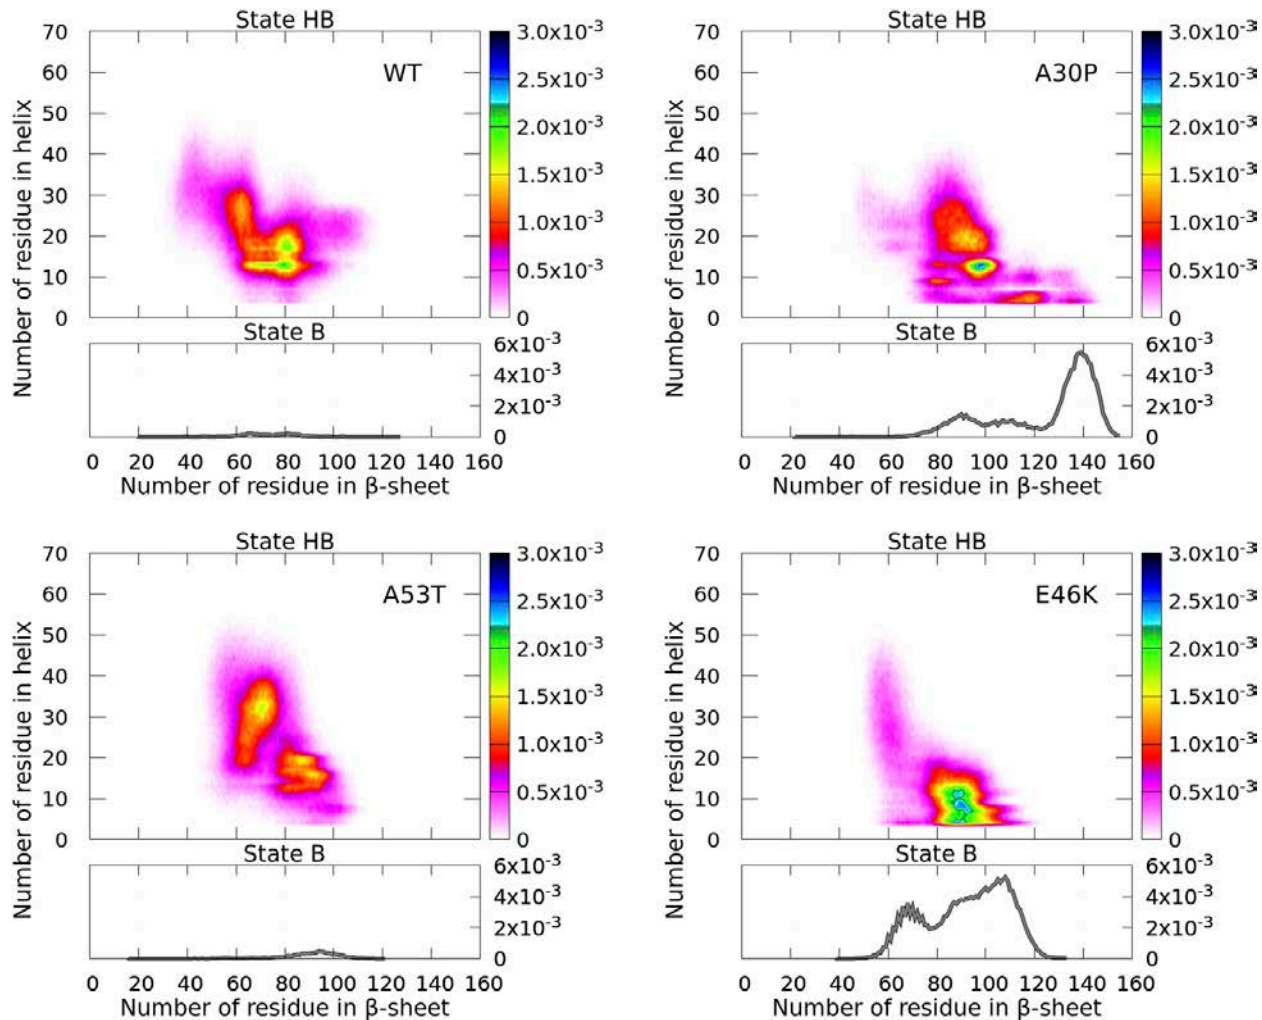 State HB
70
60
50
40
30
20
10
0
Number of residue in helix
WT
3.0x10-3
2.5x10-3
2.0x10-3
1.5x10-3
1.0x10-3
0.5x10-3
0
State B
6x10-3
4x10-3
2x10-3
0
0 20 40 60 80 100 120 140 160
Number of residue in β-sheet
State HB
70
60
50
40
30
20
10
0
Number of residue in helix
A30P
3.0x10-3
2.5x10-3
2.0x10-3
1.5x10-3
1.0x10-3
0.5x10-3
0
State B
6x10-3
4x10-3
2x10-3
0
0 20 40 60 80 100 120 140 160
Number of residue in β-sheet
State HB
70
60
50
40
30
20
10
0
Number of residue in helix
A53T
3.0x10-3
2.5x10-3
2.0x10-3
1.5x10-3
1.0x10-3
0.5x10-3
0
State B
6x10-3
4x10-3
2x10-3
0
0 20 40 60 80 100 120 140 160
Number of residue in β-sheet
State HB
70
60
50
40
30
20
10
0
Number of residue in helix
E46K
3.0x10-3
2.5x10-3
2.0x10-3
1.5x10-3
1.0x10-3
0.5x10-3
0
State B
6x10-3
4x10-3
2x10-3
0
0 20 40 60 80 100 120 140 160
Number of residue in β-sheet